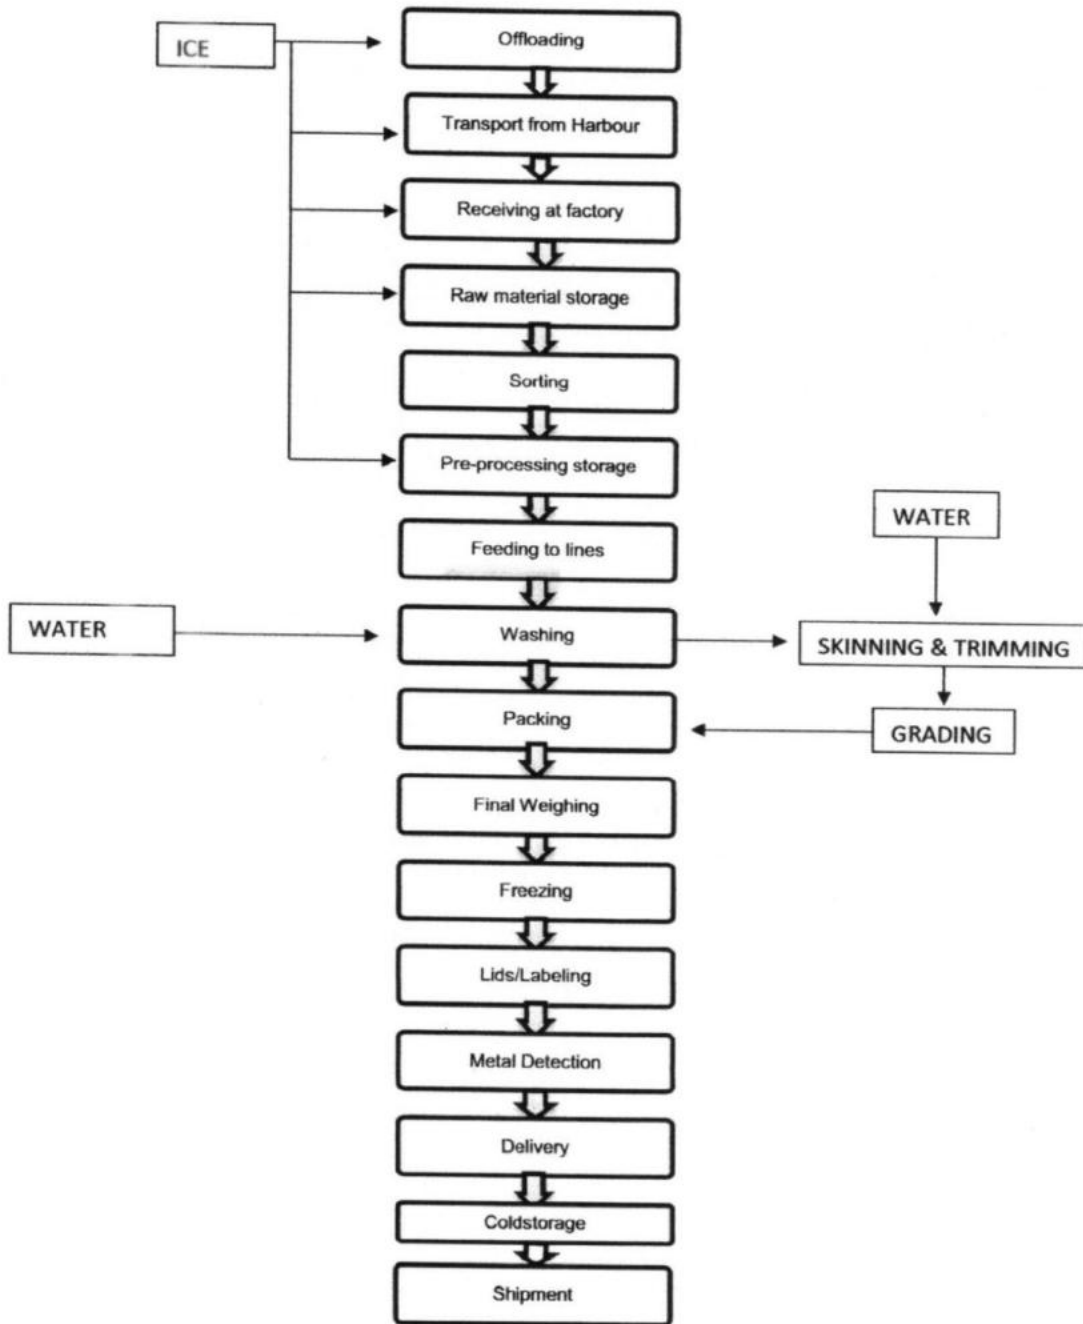 ICE
Offloading
Transport from Harbour
Receiving at factory
Raw material storage
Sorting
Pre-processing storage
WATER
Feeding to lines
WATER
Washing
SKINNING & TRIMMING
Packing
GRADING
Final Weighing
Freezing
Lids/Labeling
Metal Detection
Delivery
Coldstorage
Shipment